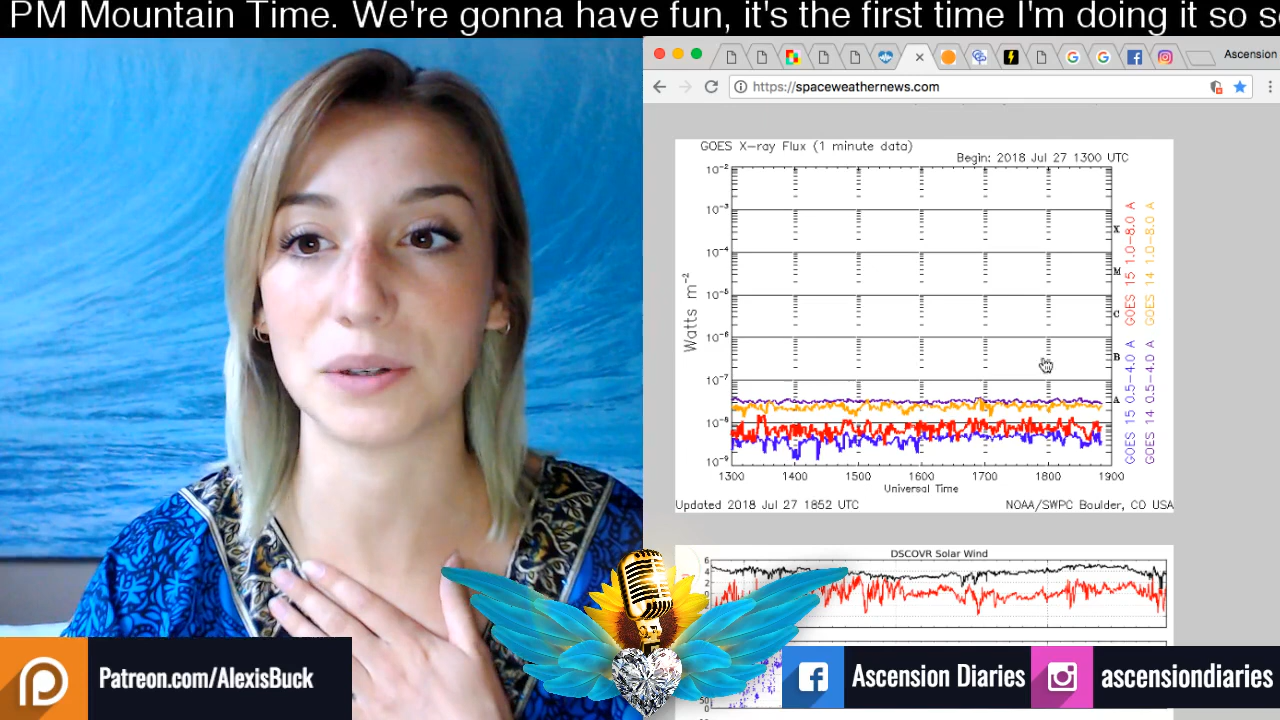 PM Mountain Time. We're gonna have fun, it's the first time I'm doing it so s
Ascension
https://spaceweathernews.com
GOES X-ray Flux (1 minute data)
Begin: 2018 Jul 27 1300 UTC
10-2
10-3
10-4
10-5
10-6
10-7
10-8
10-9
Watts m-2
X
M
C
B
A
GOES 15 1.0-8.0 A
GOES 14 1.0-8.0 A
GOES 15 0.5-4.0 A
GOES 14 0.5-4.0 A
1300 1400 1500 1600 1700 1800 1900
Universal Time
Updated 2018 Jul 27 1852 UTC
NOAA/SWPC Boulder, CO USA
DSCOVR Solar Wind
6
4
2
0
50
Patreon.com/AlexisBuck
Ascension Diaries
ascensiondiaries